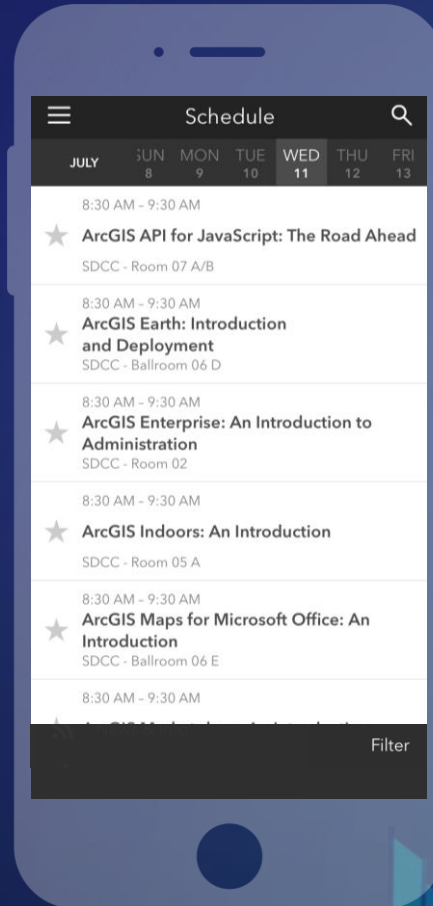 Schedule
JULY
SUN MON TUE WED THU FRI
8 9 10 11 12 13
8:30 AM – 9:30 AM
ArcGIS API for JavaScript: The Road Ahead
SDCC - Room 07 A/B
8:30 AM – 9:30 AM
ArcGIS Earth: Introduction
and Deployment
SDCC - Ballroom 06 D
8:30 AM – 9:30 AM
ArcGIS Enterprise: An Introduction to
Administration
SDCC - Room 02
8:30 AM – 9:30 AM
ArcGIS Indoors: An Introduction
SDCC - Room 05 A
8:30 AM – 9:30 AM
ArcGIS Maps for Microsoft Office: An
Introduction
SDCC - Ballroom 06 E
8:30 AM – 9:30 AM
Filter